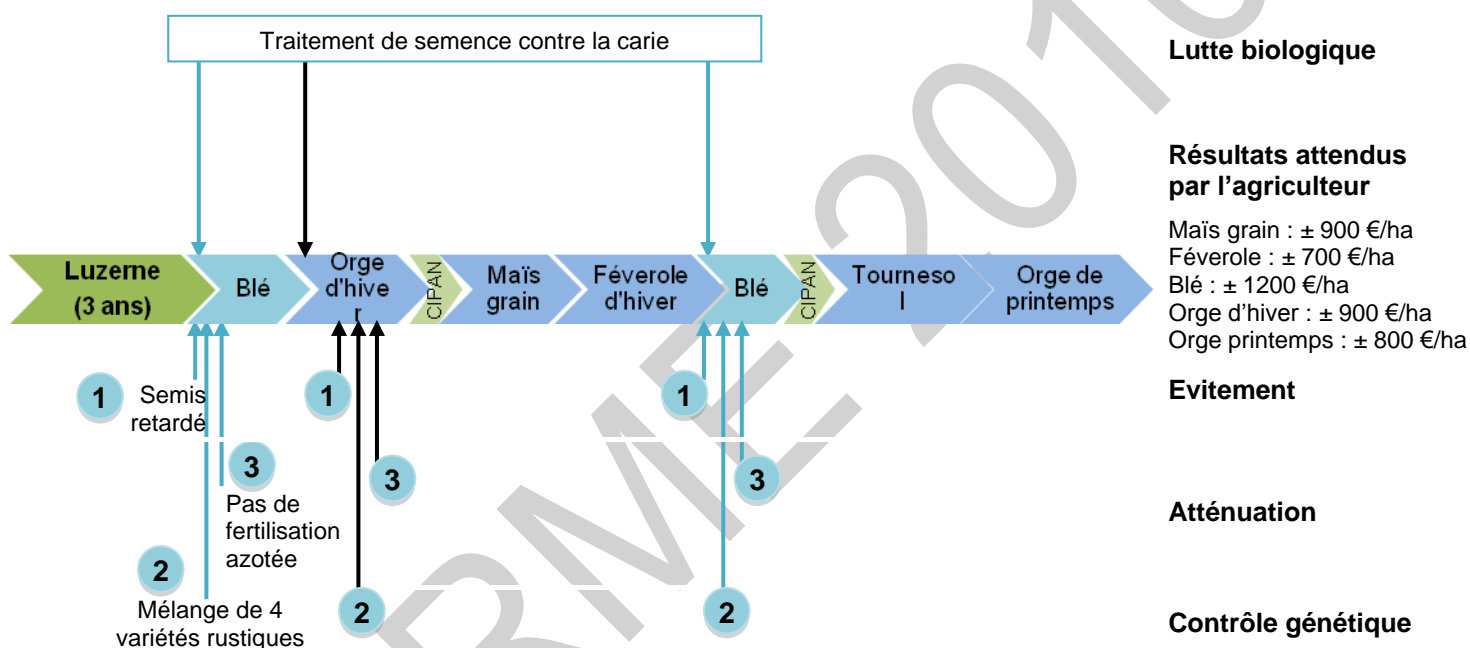 Traitement de semence contre la carie
Lutte biologique
Résultats attendus
par l'agriculteur
Maïs grain : ± 900 €/ha
Féverole : ± 700 €/ha
Blé : ± 1200 €/ha
Orge d'hiver : ± 900 €/ha
Orge printemps : ± 800 €/ha
Luzerne
(3 ans)
Blé
Orge
d'hive
r
CIPAN
Maïs
grain
Féverole
d'hiver
Blé
CIPAN
Tourneso
l
Orge de
printemps
1
Semis
retardé
1
1
Evitement
3
Pas de
fertilisation
azotée
3
3
Atténuation
2
Mélange de 4
variétés rustiques
2
2
Contrôle génétique